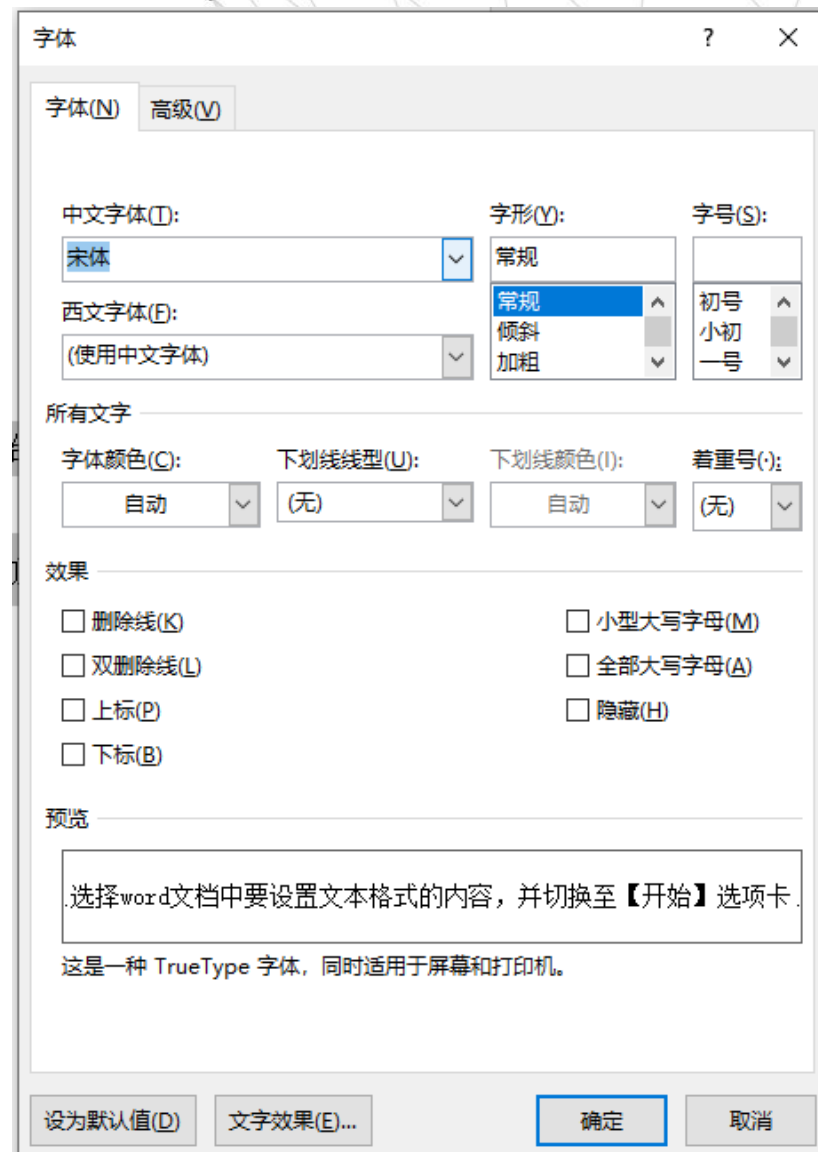 字体 ?
字体(N) 高级(V)
中文字体(T): 字形(Y): 字号(S):
宋体 常规
常规 初号
西文字体(F): 倾斜 小初
(使用中文字体) 加粗 一号
所有文字
字体颜色(C): 下划线线型(U): 下划线颜色(I): 着重号(·):
自动 (无) 自动 (无)
效果
删除线(K) 小型大写字母(M)
双删除线(L) 全部大写字母(A)
上标(P) 隐藏(H)
下标(B)
预览
.选择word文档中要设置文本格式的内容，并切换至【开始】选项卡.
这是一种 TrueType 字体，同时适用于屏幕和打印机。
设为默认值(D) 文字效果(E)... 确定 取消